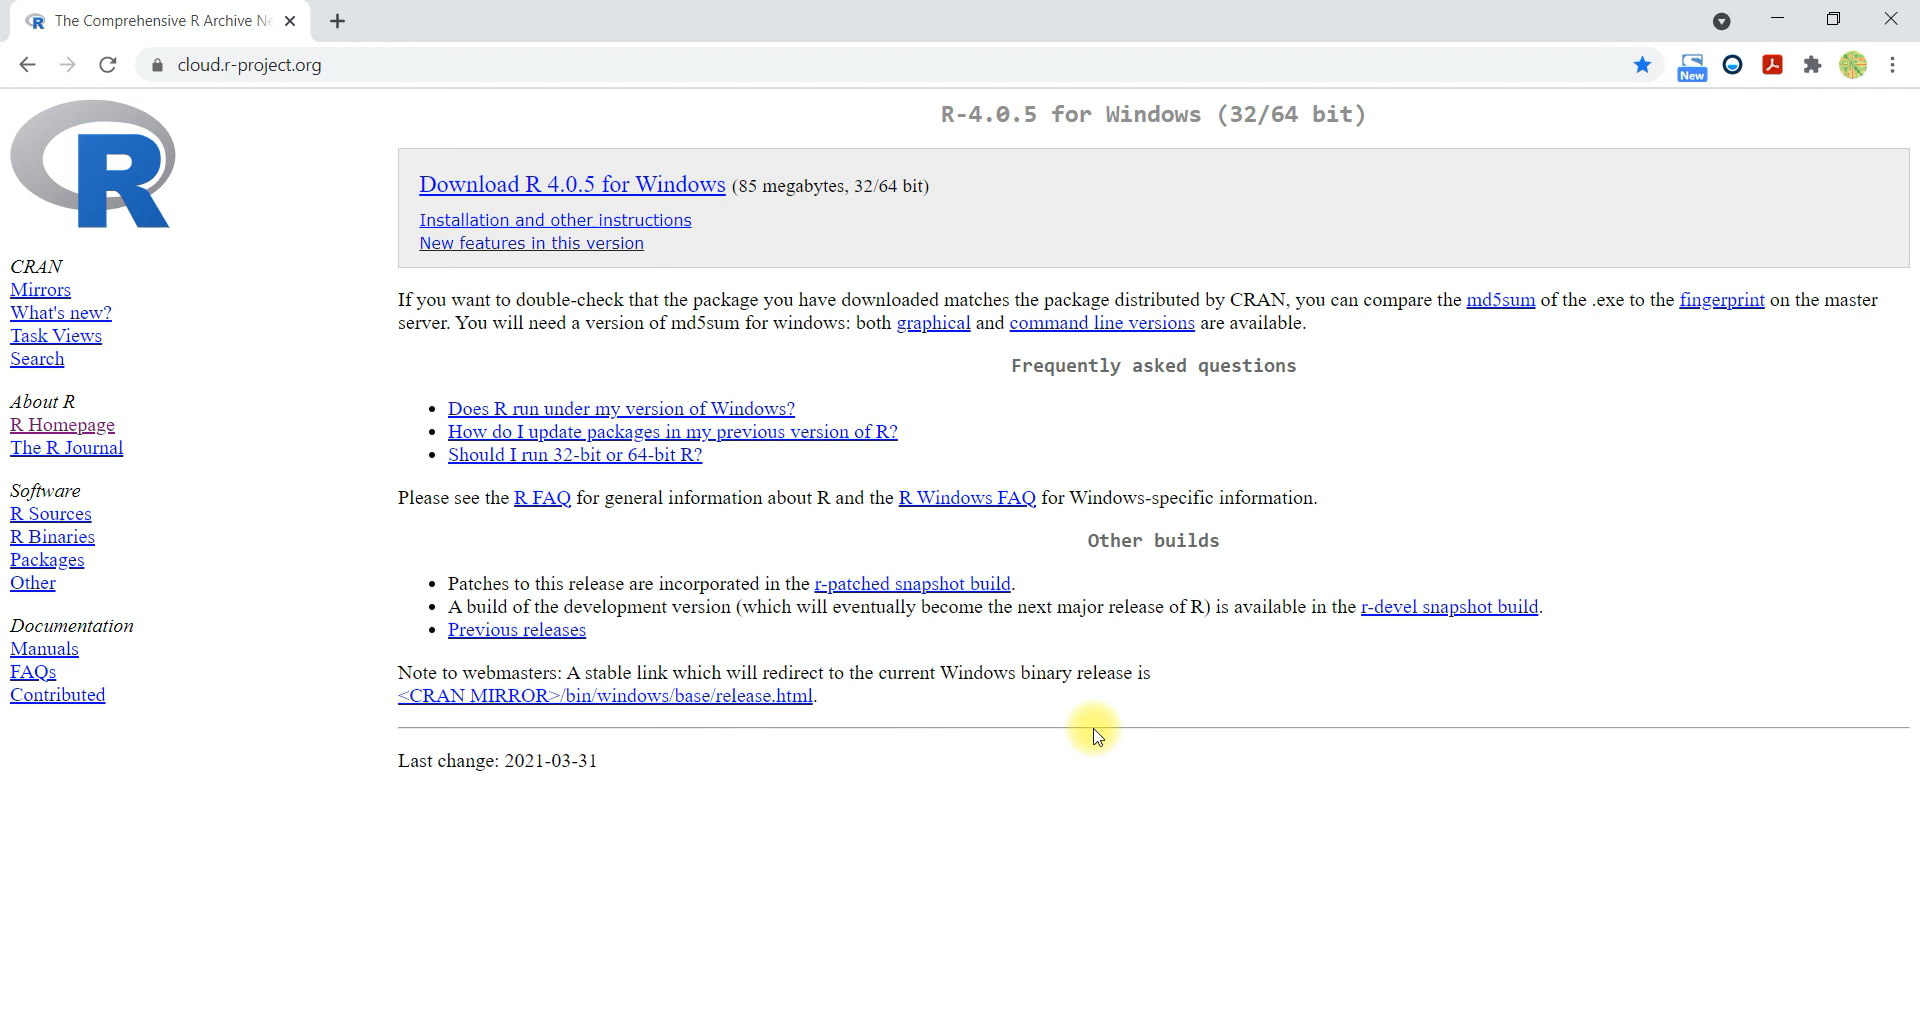 The Comprehensive R Archive Ne
cloud.r-project.org
New
R
CRAN
Mirrors
What's new?
Task Views
Search
About R
R Homepage
The R Journal
Software
R Sources
R Binaries
Packages
Other
Documentation
Manuals
FAQs
Contributed
R-4.0.5 for Windows (32/64 bit)
Download R 4.0.5 for Windows (85 megabytes, 32/64 bit)
Installation and other instructions
New features in this version
If you want to double-check that the package you have downloaded matches the package distributed by CRAN, you can compare the md5sum of the .exe to the fingerprint on the master
server. You will need a version of md5sum for windows: both graphical and command line versions are available.
Frequently asked questions
• Does R run under my version of Windows?
• How do I update packages in my previous version of R?
• Should I run 32-bit or 64-bit R?
Please see the R FAQ for general information about R and the R Windows FAQ for Windows-specific information.
Other builds
• Patches to this release are incorporated in the r-patched snapshot build.
• A build of the development version (which will eventually become the next major release of R) is available in the r-devel snapshot build.
• Previous releases
Note to webmasters: A stable link which will redirect to the current Windows binary release is
<CRAN MIRROR>/bin/windows/base/release.html.
Last change: 2021-03-31